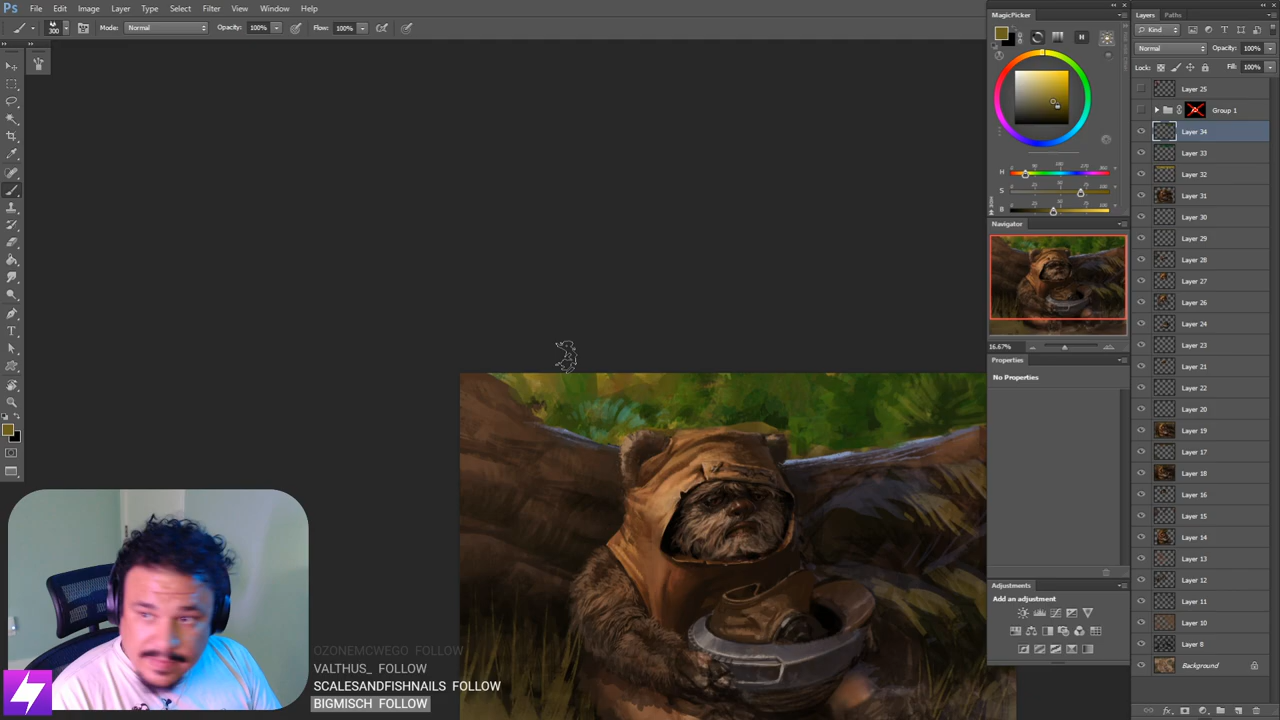 Ps File Edit Image Layer Type Select Filter View Window Help
300 Mode: Normal Opacity: 100% Flow: 100%
MagicPicker
H
H
S
B
Navigator
16.67%
Properties
No Properties
Adjustments
Add an adjustment
Layers Paths
Kind
Normal Opacity: 100%
Lock: Fill: 100%
Layer 25
Group 1
Layer 34
Layer 33
Layer 32
Layer 31
Layer 30
Layer 29
Layer 28
Layer 27
Layer 26
Layer 24
Layer 23
Layer 21
Layer 22
Layer 20
Layer 19
Layer 17
Layer 18
Layer 16
Layer 15
Layer 14
Layer 13
Layer 12
Layer 11
Layer 10
Layer 8
Background
fx
OZONEMCWEGO FOLLOW
VALTHUS_ FOLLOW
SCALESANDFISHNAILS FOLLOW
BIGMISCH FOLLOW